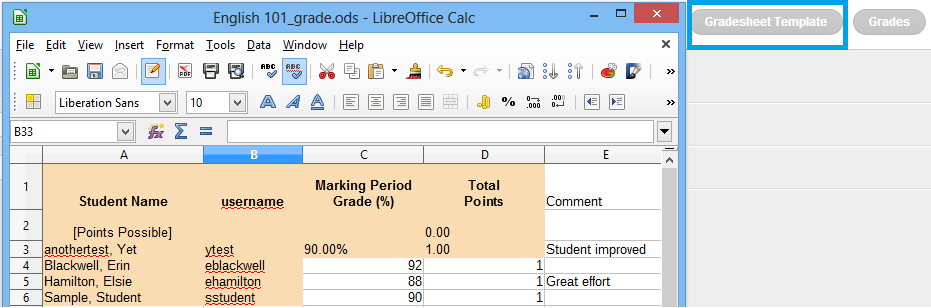 English 101_grade.ods - LibreOffice Calc
Gradesheet Template
Grades
File Edit View Insert Format Tools Data Window Help
ABC ABC
PDF
Liberation Sans 10
A A A % 
B33
A B C D E
1 Student Name username Marking Period Grade (%) Total Points Comment
2 [Points Possible] 0.00
3 anothertest, Yet ytest 90.00% 1.00 Student improved
4 Blackwell, Erin eblackwell 92 1
5 Hamilton, Elsie ehamilton 88 1 Great effort
6 Sample, Student sstudent 90 1